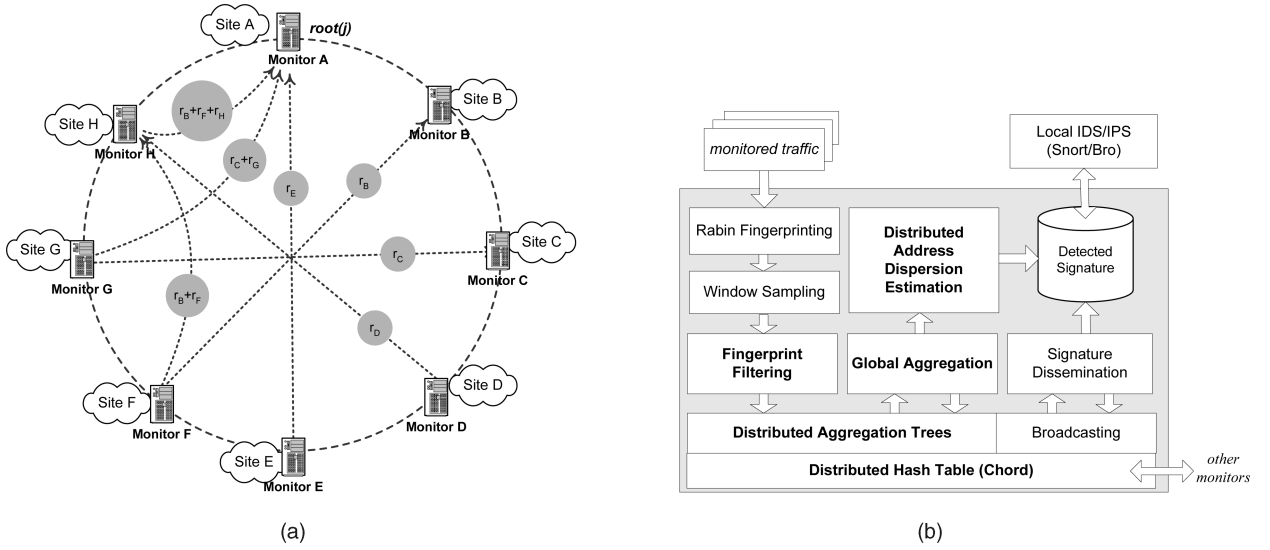 Site A
root(j)
Monitor A
Site B
Monitor B
Site H
Monitor H
rB+rF+rH
rC+rG
rE
rB
Site G
Monitor G
rC
Site C
Monitor C
rB+rF
rD
Site F
Monitor F
Site D
Monitor D
Site E
Monitor E
(a)
monitored traffic
Local IDS/IPS
(Snort/Bro)
Rabin Fingerprinting
Window Sampling
Fingerprint
Filtering
Distributed
Address
Dispersion
Estimation
Global Aggregation
Detected
Signature
Signature
Dissemination
Distributed Aggregation Trees
Broadcasting
Distributed Hash Table (Chord)
other
monitors
(b)